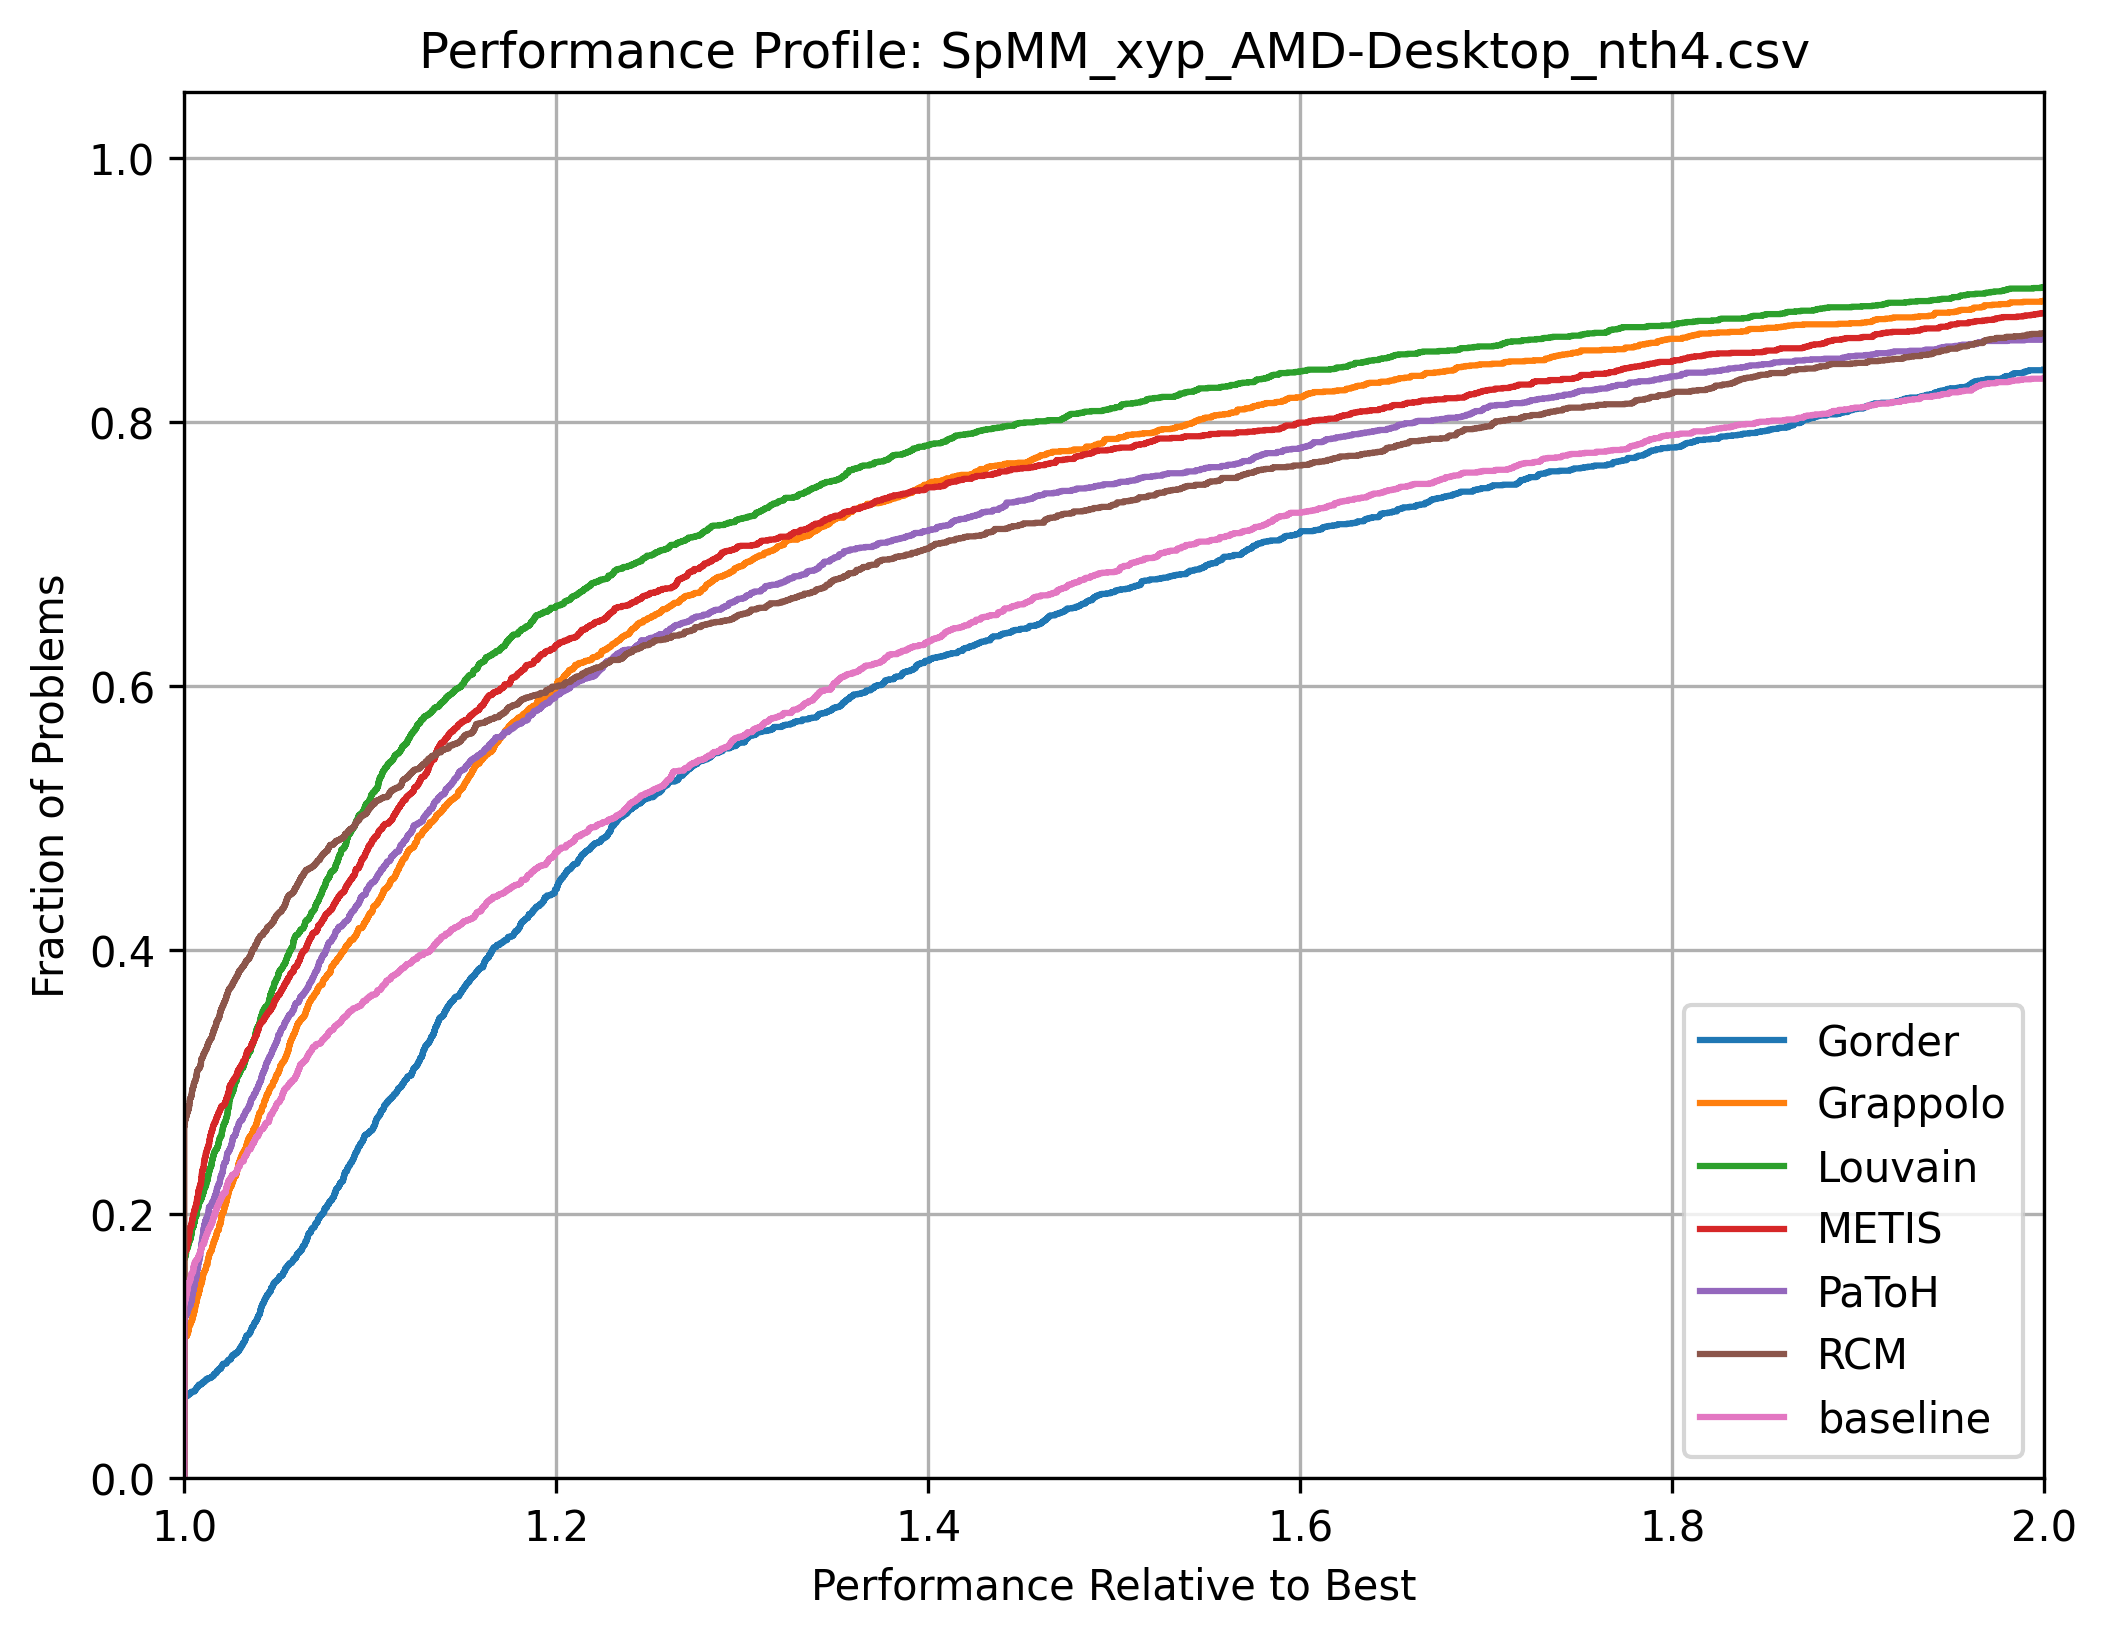 Performance Profile: SpMM_xyp_AMD-Desktop_nth4.csv
Fraction of Problems
1.0
0.8
0.6
0.4
0.2
0.0
1.0 1.2 1.4 1.6 1.8 2.0
Performance Relative to Best
Gorder
Grappolo
Louvain
METIS
PaToH
RCM
baseline